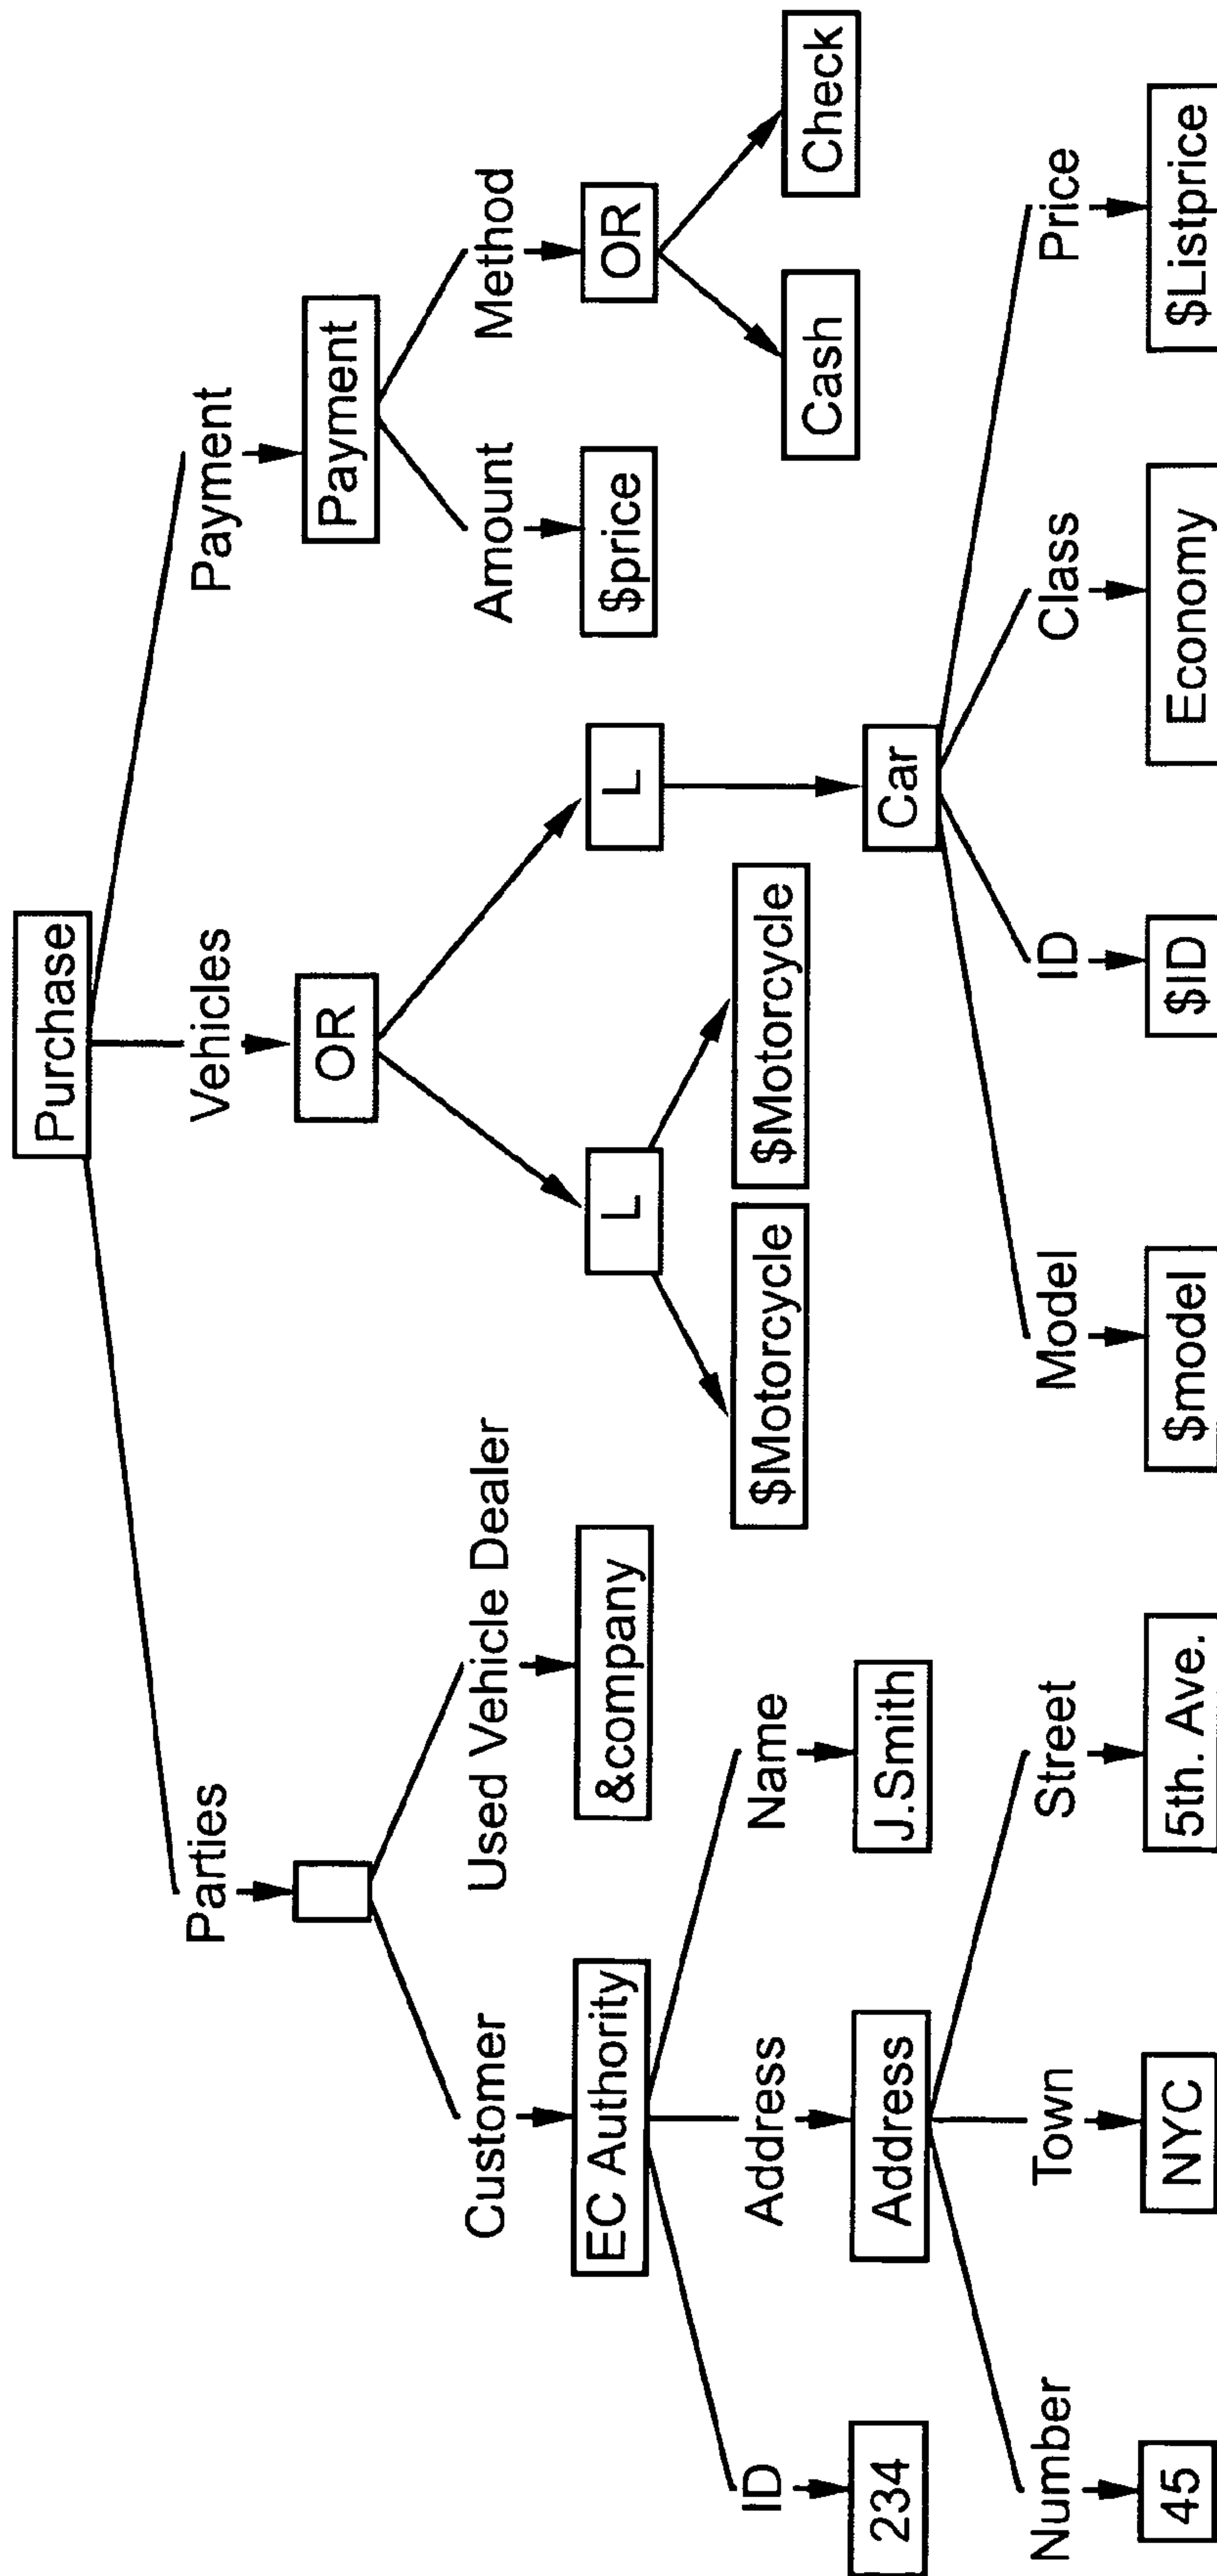 Purchase
Parties
Vehicles
Payment
OR
Payment
Customer
Used Vehicle Dealer
Amount
Method
EC Authority
&company
L
L
$price
OR
ID
Address
Name
$Motorcycle
$Motorcycle
Cash
Check
234
Address
J.Smith
Car
Number
Town
Street
Model
ID
Class
Price
45
NYC
5th. Ave.
$model
$ID
Economy
$Listprice